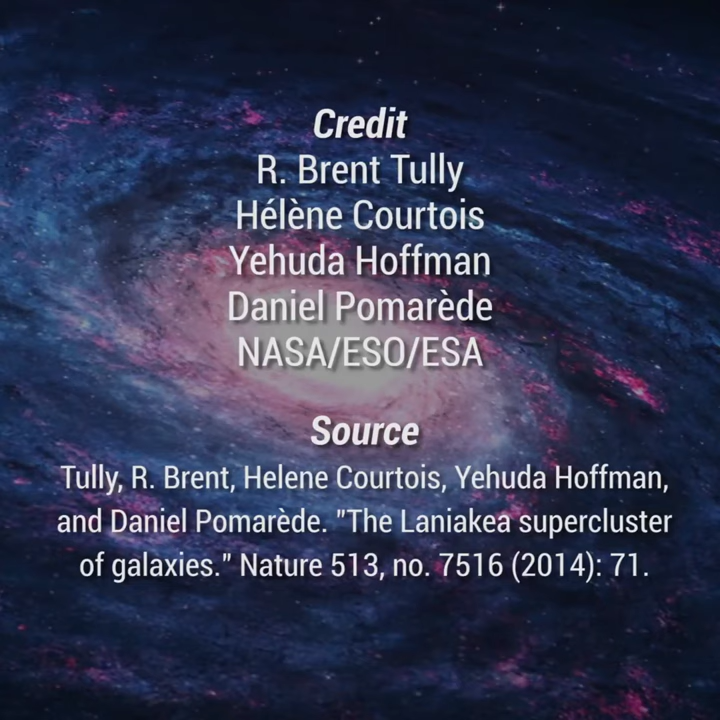 Credit
R. Brent Tully
Hélène Courtois
Yehuda Hoffman
Daniel Pomarède
NASA/ESO/ESA
Source
Tully, R. Brent, Helene Courtois, Yehuda Hoffman,
and Daniel Pomarède. "The Laniakea supercluster
of galaxies." Nature 513, no. 7516 (2014): 71.